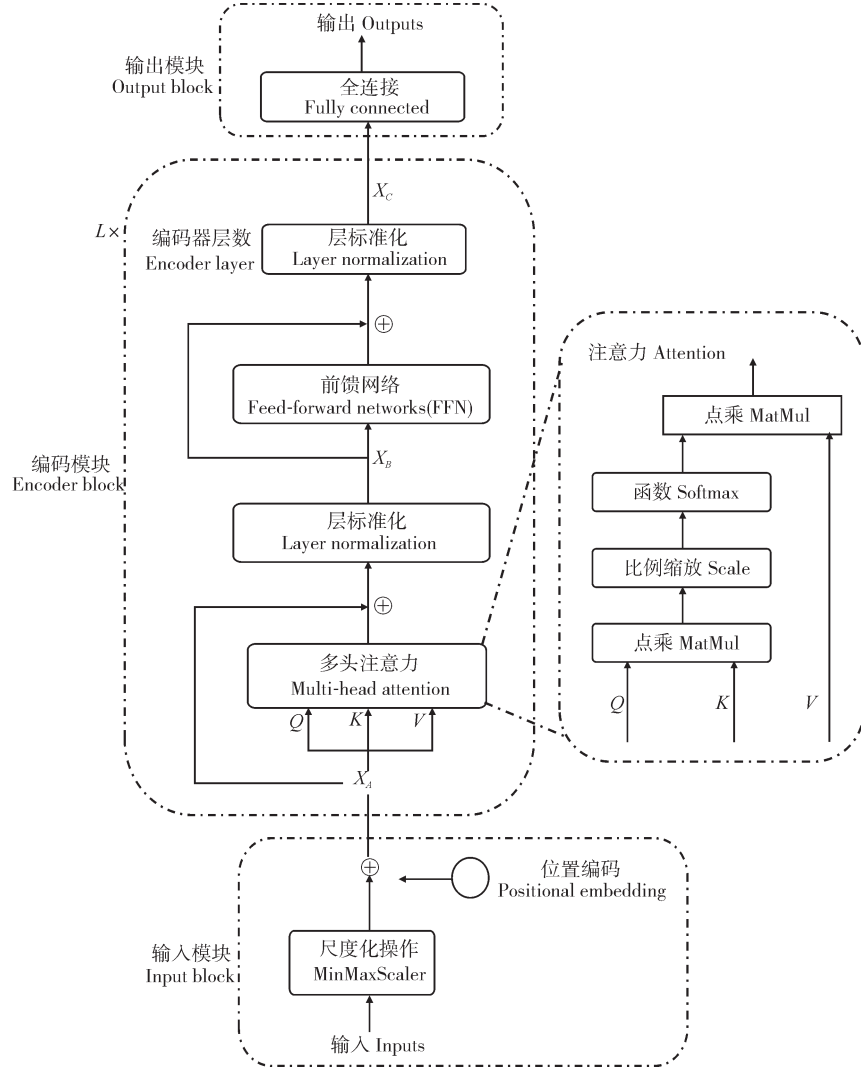 输出 Outputs
输出模块
Output block
全连接
Fully connected
X_C
L×
编码器层数
Encoder layer
层标准化
Layer normalization
⊕
前馈网络
Feed-forward networks(FFN)
X_B
编码模块
Encoder block
层标准化
Layer normalization
⊕
多头注意力
Multi-head attention
Q K V
X_A
注意力 Attention
点乘 MatMul
函数 Softmax
比例缩放 Scale
点乘 MatMul
Q K V
⊕
位置编码
Positional embedding
输入模块
Input block
尺度化操作
MinMaxScaler
输入 Inputs